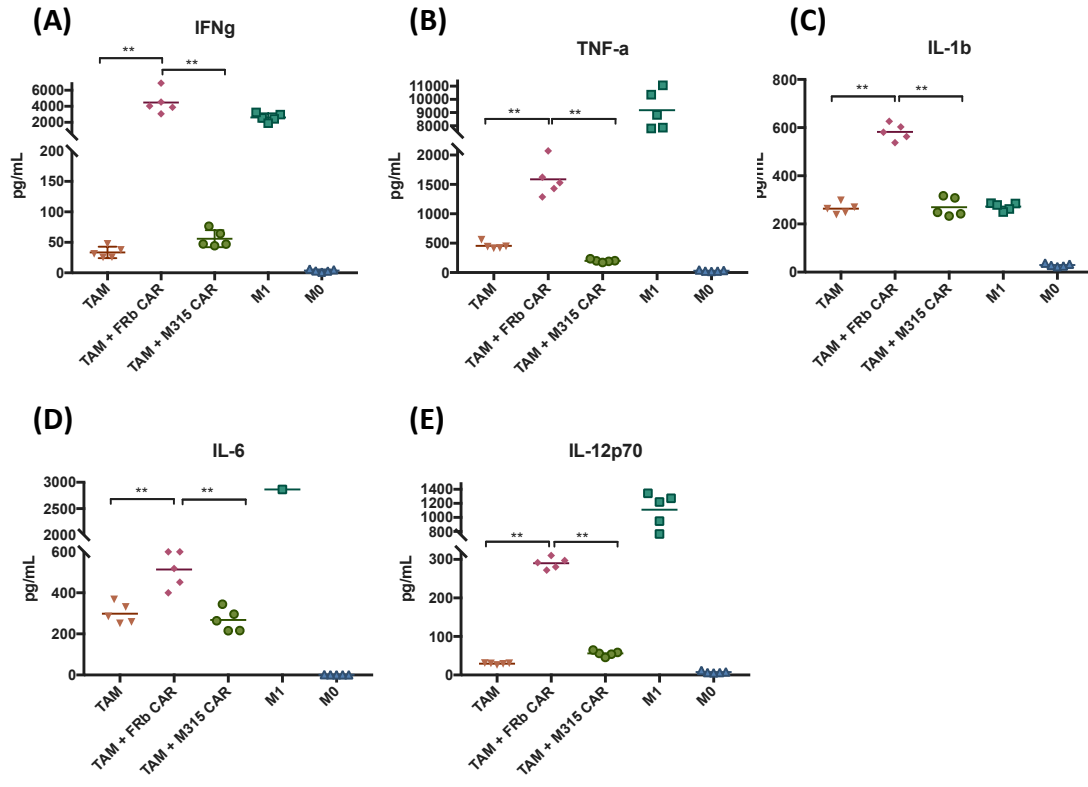 (A)
IFNg
**
**
6000
4000
2000
200
150
100
50
0
pg/mL
TAM
TAM + FRb CAR
TAM + M315 CAR
M1
M0
(B)
TNF-a
**
**
11000
10000
9000
8000
2000
1500
1000
500
0
pg/mL
TAM
TAM + FRb CAR
TAM + M315 CAR
M1
M0
(C)
IL-1b
**
**
800
600
400
200
0
pg/mL
TAM
TAM + FRb CAR
TAM + M315 CAR
M1
M0
(D)
IL-6
**
**
3000
2500
2000
600
400
200
0
pg/mL
TAM
TAM + FRb CAR
TAM + M315 CAR
M1
M0
(E)
IL-12p70
**
**
1400
1200
1000
800
300
200
100
0
pg/mL
TAM
TAM + FRb CAR
TAM + M315 CAR
M1
M0